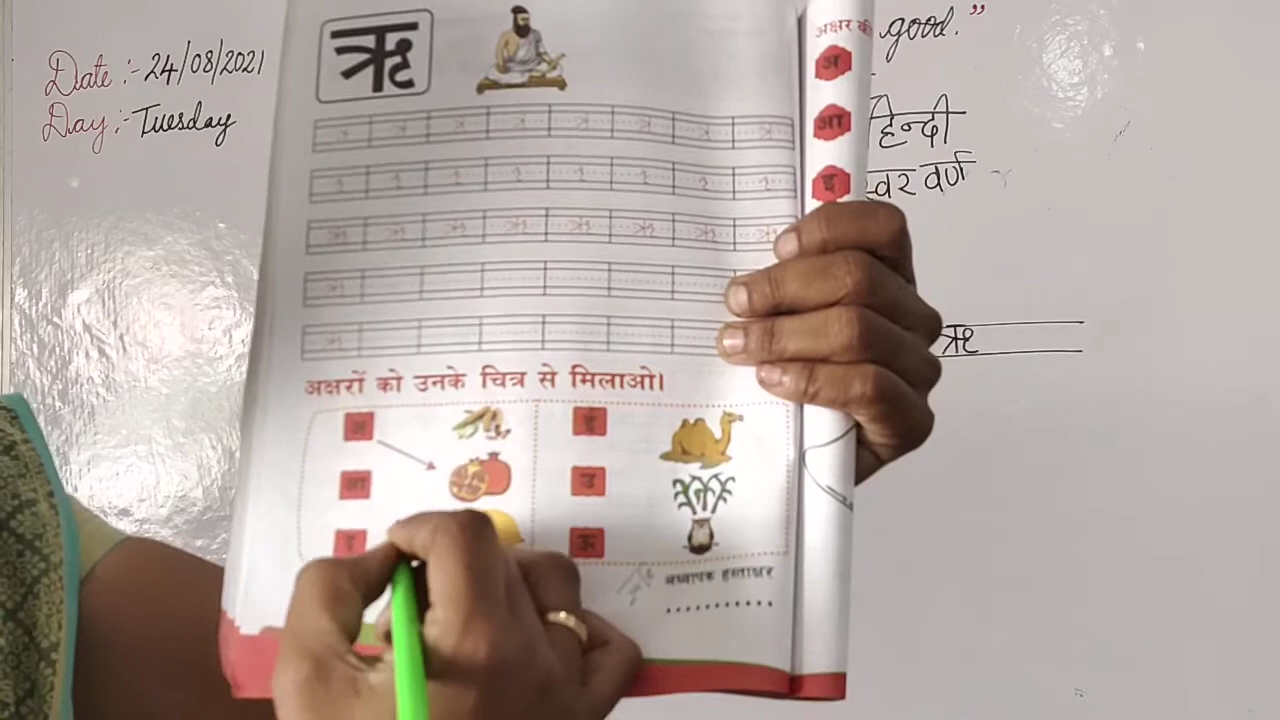 Date :- 24/08/2021
Day :- Tuesday
good."
हिन्दी
स्वर वर्ण
ऋ
ऋ
अक्षर की
अ
आ
इ
ऋ ऋ ऋ ऋ ऋ ऋ ऋ ऋ
ऋ
ऋ
अक्षरों को उनके चित्र से मिलाओ।
अ
इ
आ
उ
ऊ
अध्यापक हस्ताक्षर